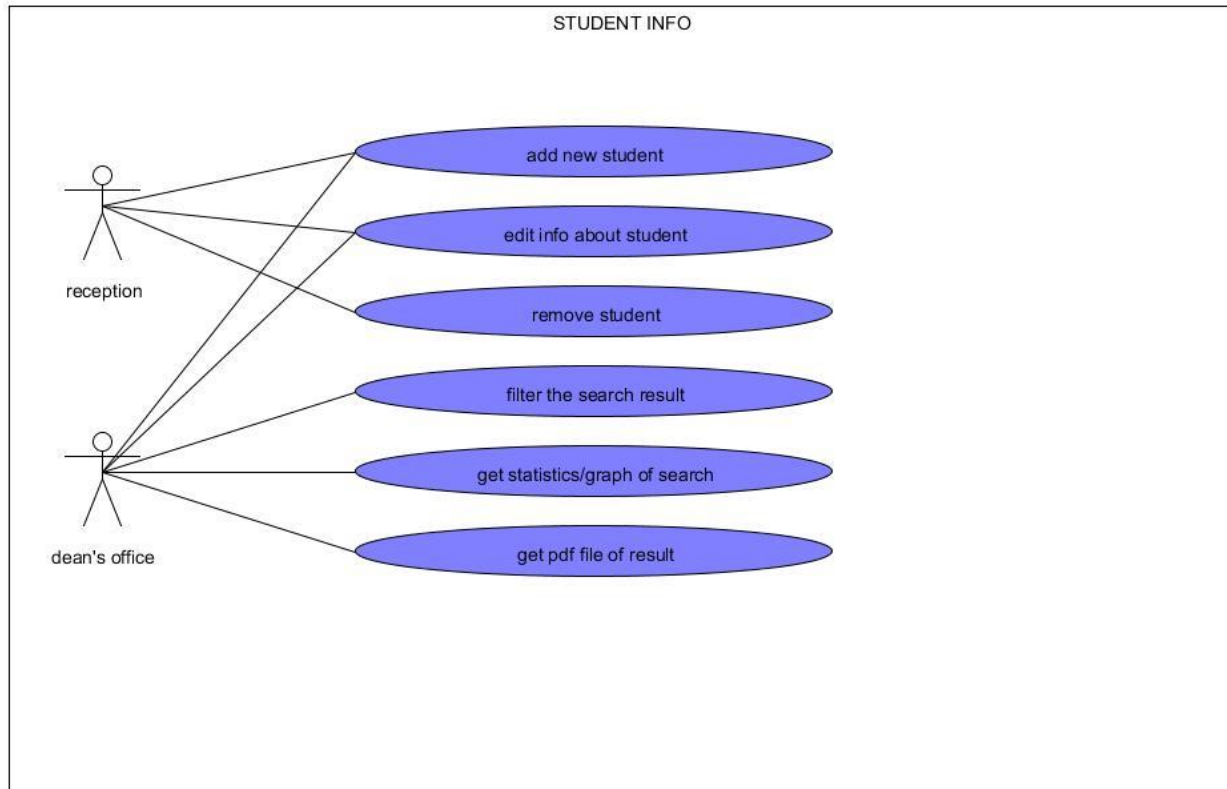 STUDENT INFO
add new student
edit info about student
reception
remove student
filter the search result
get statistics/graph of search
dean's office
get pdf file of result